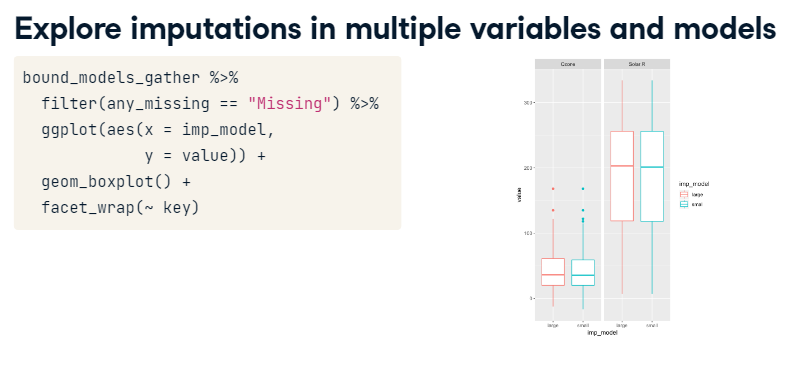 Explore imputations in multiple variables and models
bound_models_gather %>%
filter(any_missing == "Missing") %>%
ggplot(aes(x = imp_model,
y = value)) +
geom_boxplot() +
facet_wrap(~ key)
Ozone
Solar.R
300
200
100
0
value
large
small
large
small
imp_model
imp_model
large
small